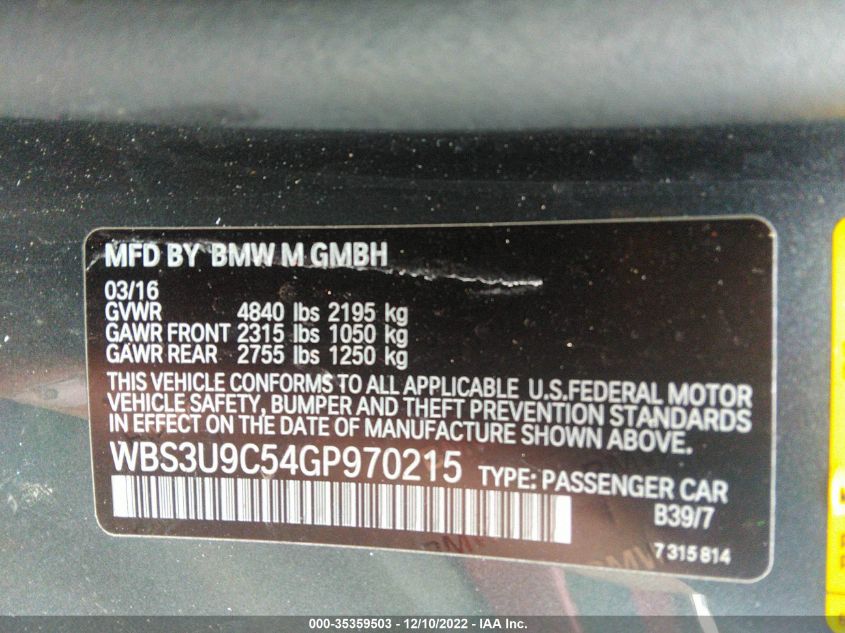 MFD BY BMW M GMBH
03/16
GVWR 4840 lbs 2195 kg
GAWR FRONT 2315 lbs 1050 kg
GAWR REAR 2755 lbs 1250 kg
THIS VEHICLE CONFORMS TO ALL APPLICABLE U.S.FEDERAL MOTOR
VEHICLE SAFETY, BUMPER AND THEFT PREVENTION STANDARDS
IN EFFECT ON THE DATE OF MANUFACTURE SHOWN ABOVE.
WBS3U9C54GP970215 TYPE: PASSENGER CAR
B39/7
7 315 814
000-35359503 - 12/10/2022 - IAA Inc.